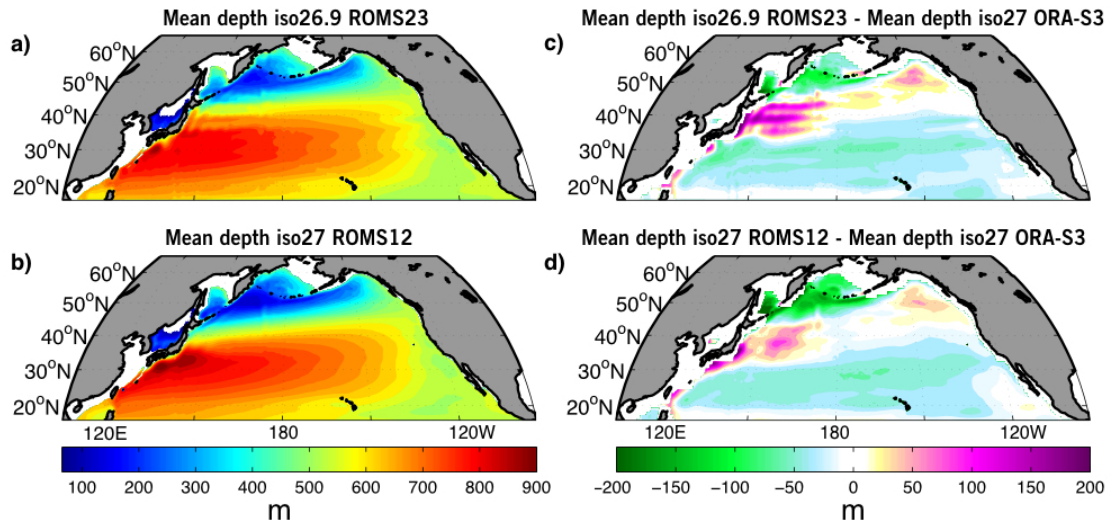 Mean depth iso26.9 ROMS23
a)
60°N
50°N
40°N
30°N
20°N
Mean depth iso26.9 ROMS23 - Mean depth iso27 ORA-S3
c)
60°N
50°N
40°N
30°N
20°N
Mean depth iso27 ROMS12
b)
60°N
50°N
40°N
30°N
20°N
120E 180 120W
100 200 300 400 500 600 700 800 900
m
Mean depth iso27 ROMS12 - Mean depth iso27 ORA-S3
d)
60°N
50°N
40°N
30°N
20°N
120E 180 120W
−200 −150 −100 −50 0 50 100 150 200
m